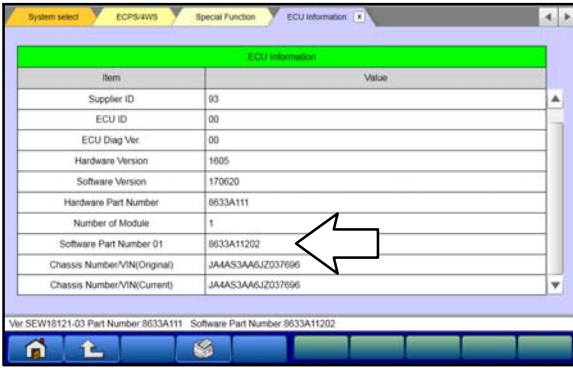 System select ECPS/4WS Special Function ECU Information x
ECU Information
Item Value
Supplier ID 93
ECU ID 00
ECU Diag Ver. 00
Hardware Version 1605
Software Version 170620
Hardware Part Number 8633A111
Number of Module 1
Software Part Number 01 8633A11202
Chassis Number/VIN(Original) JA4AS3AA6JZ037696
Chassis Number/VIN(Current) JA4AS3AA6JZ037696
Ver.SEW18121-03 Part Number:8633A111 Software Part Number:8633A11202